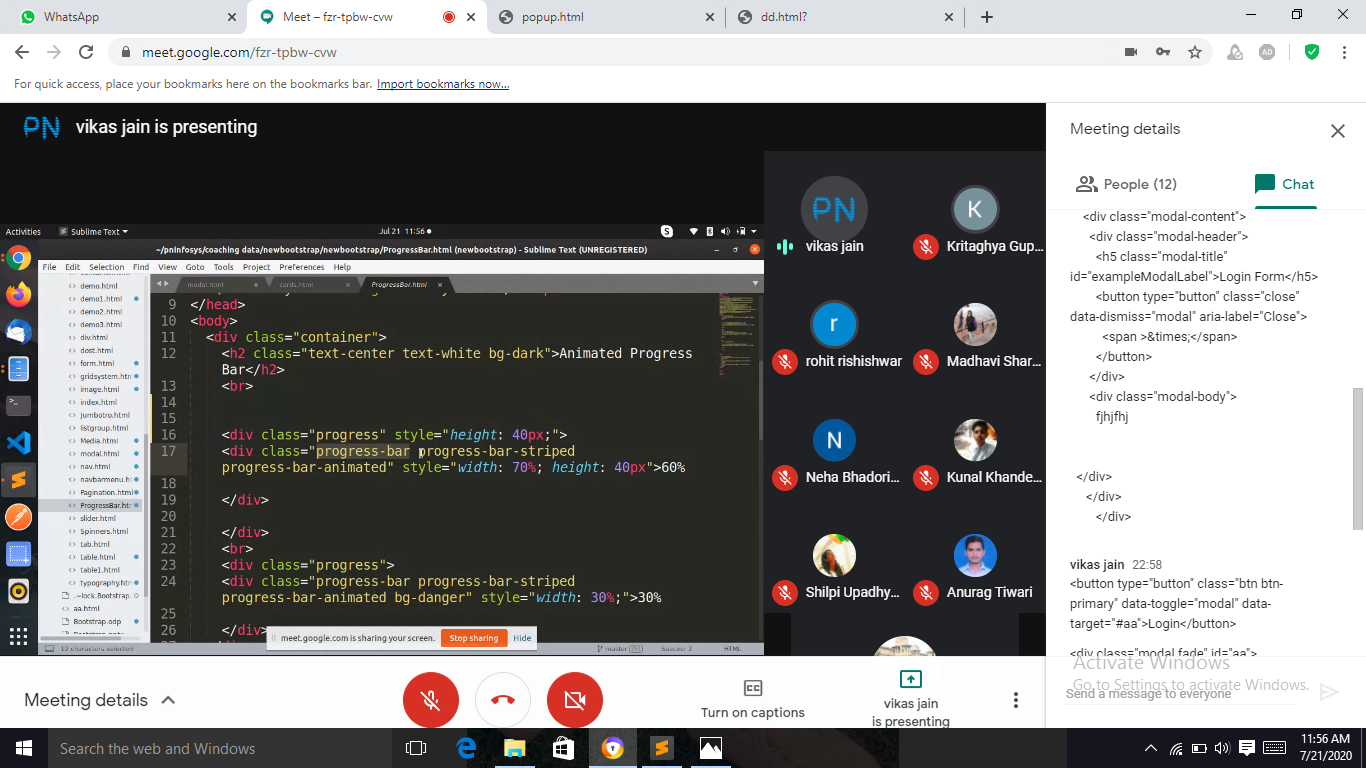 WhatsApp
Meet – fzr-tpbw-cvw
popup.html
dd.html?
meet.google.com/fzr-tpbw-cvw
AD
For quick access, place your bookmarks here on the bookmarks bar. Import bookmarks now...
PN vikas jain is presenting
Activities
Sublime Text
Jul 21 11:56
~/pninfosys/coaching data/newbootstrap/newbootstrap/ProgressBar.html (newbootstrap) - Sublime Text (UNREGISTERED)
File Edit Selection Find View Goto Tools Project Preferences Help
modal.html
cards.html
ProgressBar.html
demo.html
demo1.html
demo2.html
demo3.html
div.html
dost.html
form.html
gridsystem.html
image.html
index.html
jumbotro.html
listgroup.html
Media.html
modal.html
nav.html
navbarmenu.ht
Pagination.htm
ProgressBar.htm
slider.html
Spinners.html
tab.html
table.html
table1.html
typography.htm
.~lock.Bootstrap.
aa.html
Bootstrap.odp
9 </head>
10 <body>
11 <div class="container">
12 <h2 class="text-center text-white bg-dark">Animated Progress
Bar</h2>
13 <br>
14
15
16 <div class="progress" style="height: 40px;">
17 <div class="progress-bar progress-bar-striped
progress-bar-animated" style="width: 70%; height: 40px">60%
18
19 </div>
20
21 </div>
22 <br>
23 <div class="progress">
24 <div class="progress-bar progress-bar-striped
progress-bar-animated bg-danger" style="width: 30%;">30%
25
26 </div>
meet.google.com is sharing your screen.
Stop sharing
Hide
12 characters selected
master
Spaces: 2
HTML
PN
vikas jain
K
Kritaghya Gup...
r
rohit rishishwar
Madhavi Shar...
N
Neha Bhadori...
Kunal Khande...
Shilpi Upadhy...
Anurag Tiwari
Meeting details
People (12)
Chat
<div class="modal-content">
<div class="modal-header">
<h5 class="modal-title"
id="exampleModalLabel">Login Form</h5>
<button type="button" class="close"
data-dismiss="modal" aria-label="Close">
<span >&times;</span>
</button>
</div>
<div class="modal-body">
fjhjfhj
</div>
</div>
</div>
vikas jain 22:58
<button type="button" class="btn btn-
primary" data-toggle="modal" data-
target="#aa">Login</button>
<div class="modal fade" id="aa">
Activate Windows
Go to Settings to activate Windows.
Send a message to everyone
Meeting details
Turn on captions
vikas jain
is presenting
Search the web and Windows
11:56 AM
7/21/2020